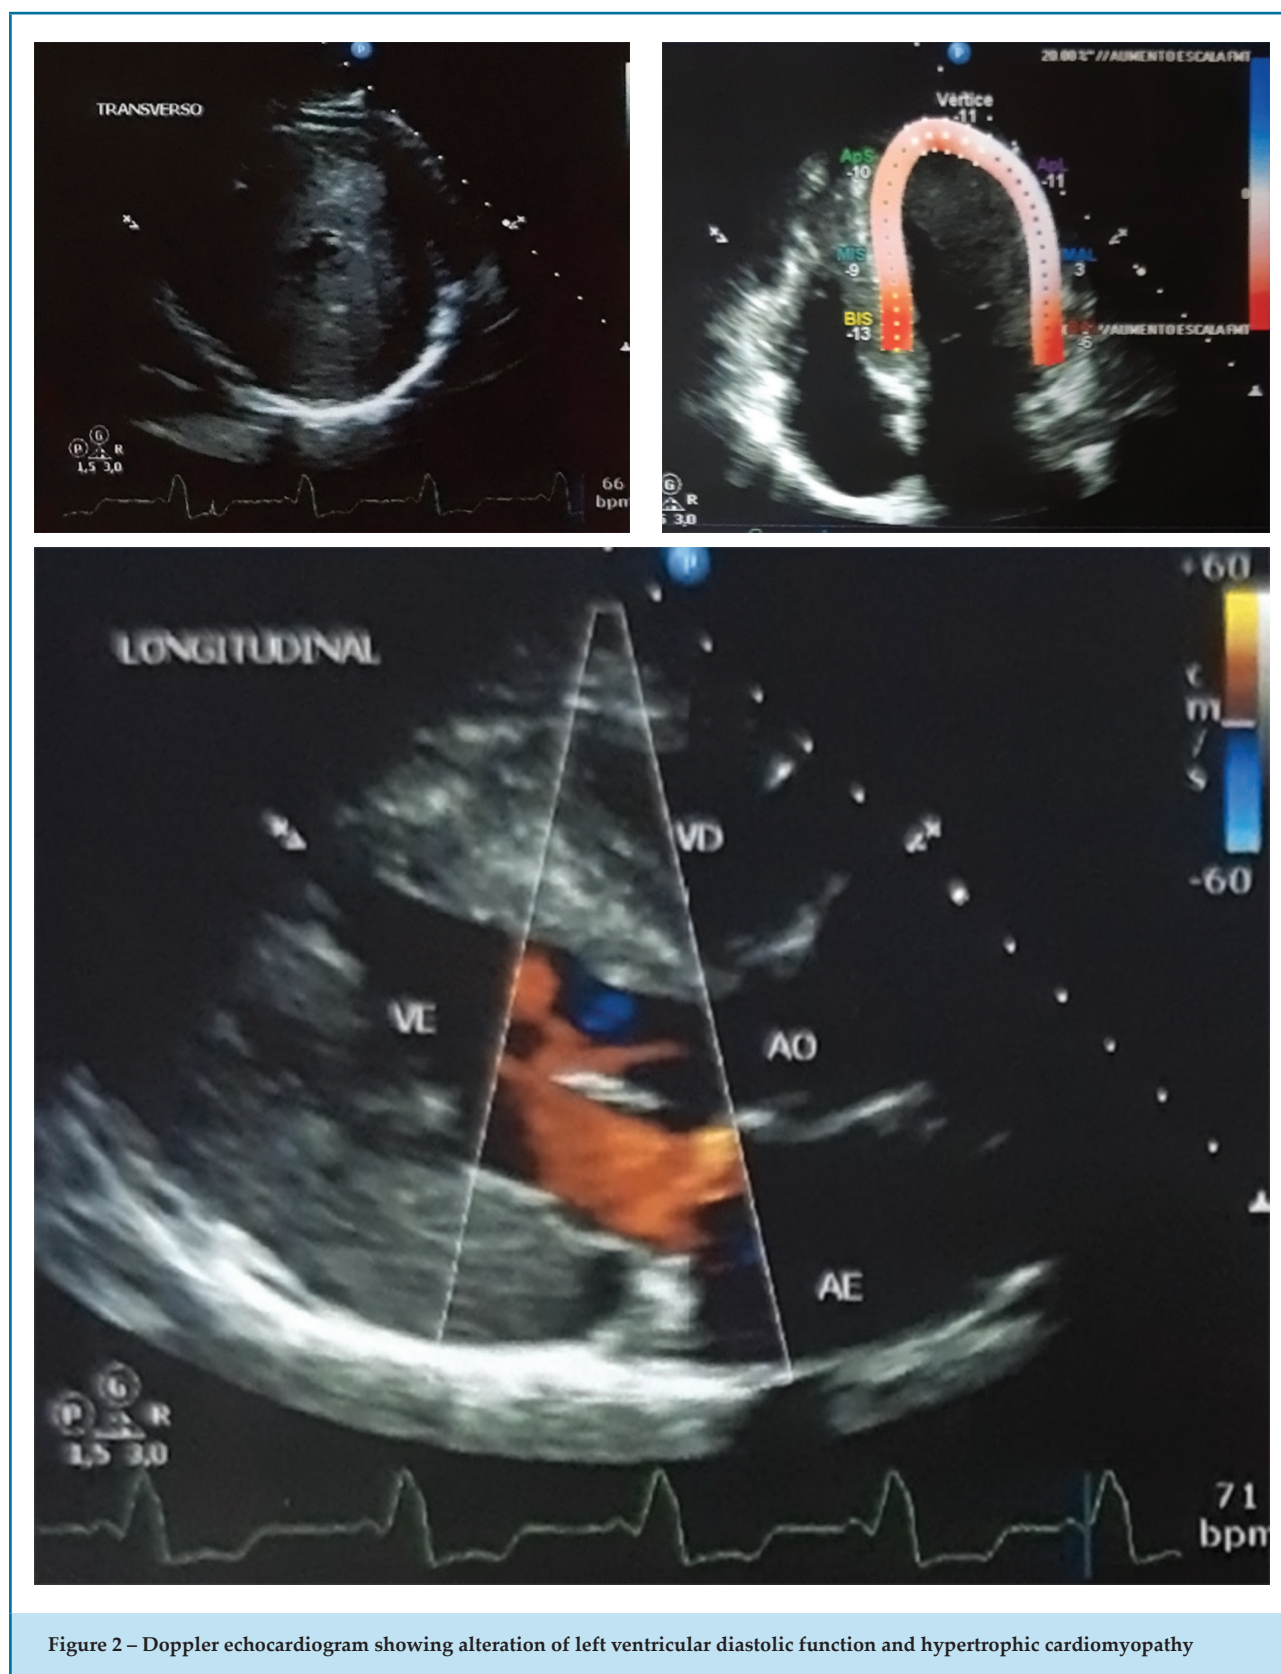 P
TRANSVERSO
P G R
1,5 3,0
66
bpm
P
20.00 %
//AUMENTO ESCALA FMT
Vértice
-11
ApS
-10
ApL
-11
MIS
-9
MAL
3
0
BIS
-13
//AUMENTO ESCALA FMT
-6
G
R
3,0
P
LONGITUDINAL
+60
cm/s
-60
VD
VE
AO
AE
P G R
1,5 3,0
71
bpm
Figure 2 – Doppler echocardiogram showing alteration of left ventricular diastolic function and hypertrophic cardiomyopathy